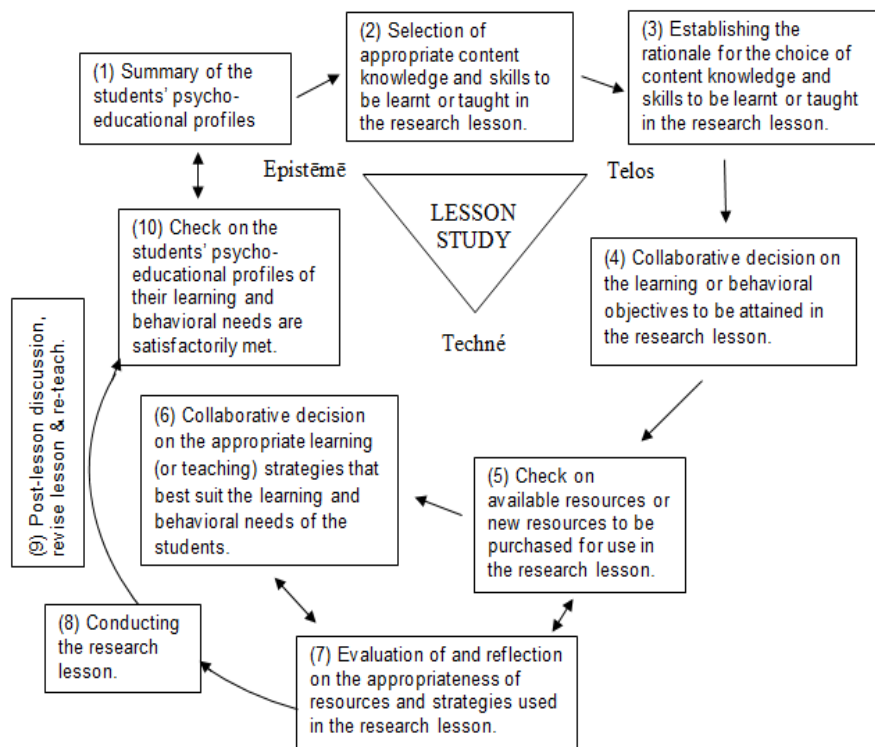 (1) Summary of the
students' psycho-
educational profiles
(2) Selection of
appropriate content
knowledge and skills to
be learnt or taught in
the research lesson.
(3) Establishing the
rationale for the choice of
content knowledge and
skills to be learnt or taught
in the research lesson.
Epistēmē
Telos
LESSON
STUDY
Techné
(10) Check on the
students' psycho-
educational profiles of
their learning and
behavioral needs are
satisfactorily met.
(4) Collaborative decision on
the learning or behavioral
objectives to be attained in
the research lesson.
(9) Post-lesson discussion,
revise lesson & re-teach.
(6) Collaborative decision
on the appropriate learning
(or teaching) strategies that
best suit the learning and
behavioral needs of the
students.
(5) Check on
available resources or
new resources to be
purchased for use in
the research lesson.
(8) Conducting
the research
lesson.
(7) Evaluation of and reflection
on the appropriateness of
resources and strategies used
in the research lesson.